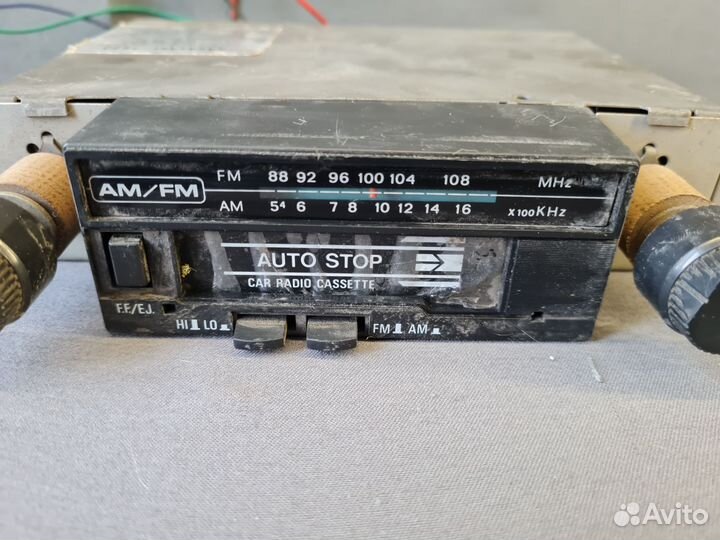 FM 88 92 96 100 104 108 MHz
AM/FM
AM 5⁴ 6 7 8 10 12 14 16 X100KHz
AUTO STOP
CAR RADIO CASSETTE
F.F./EJ.
HI LO FM AM
Avito